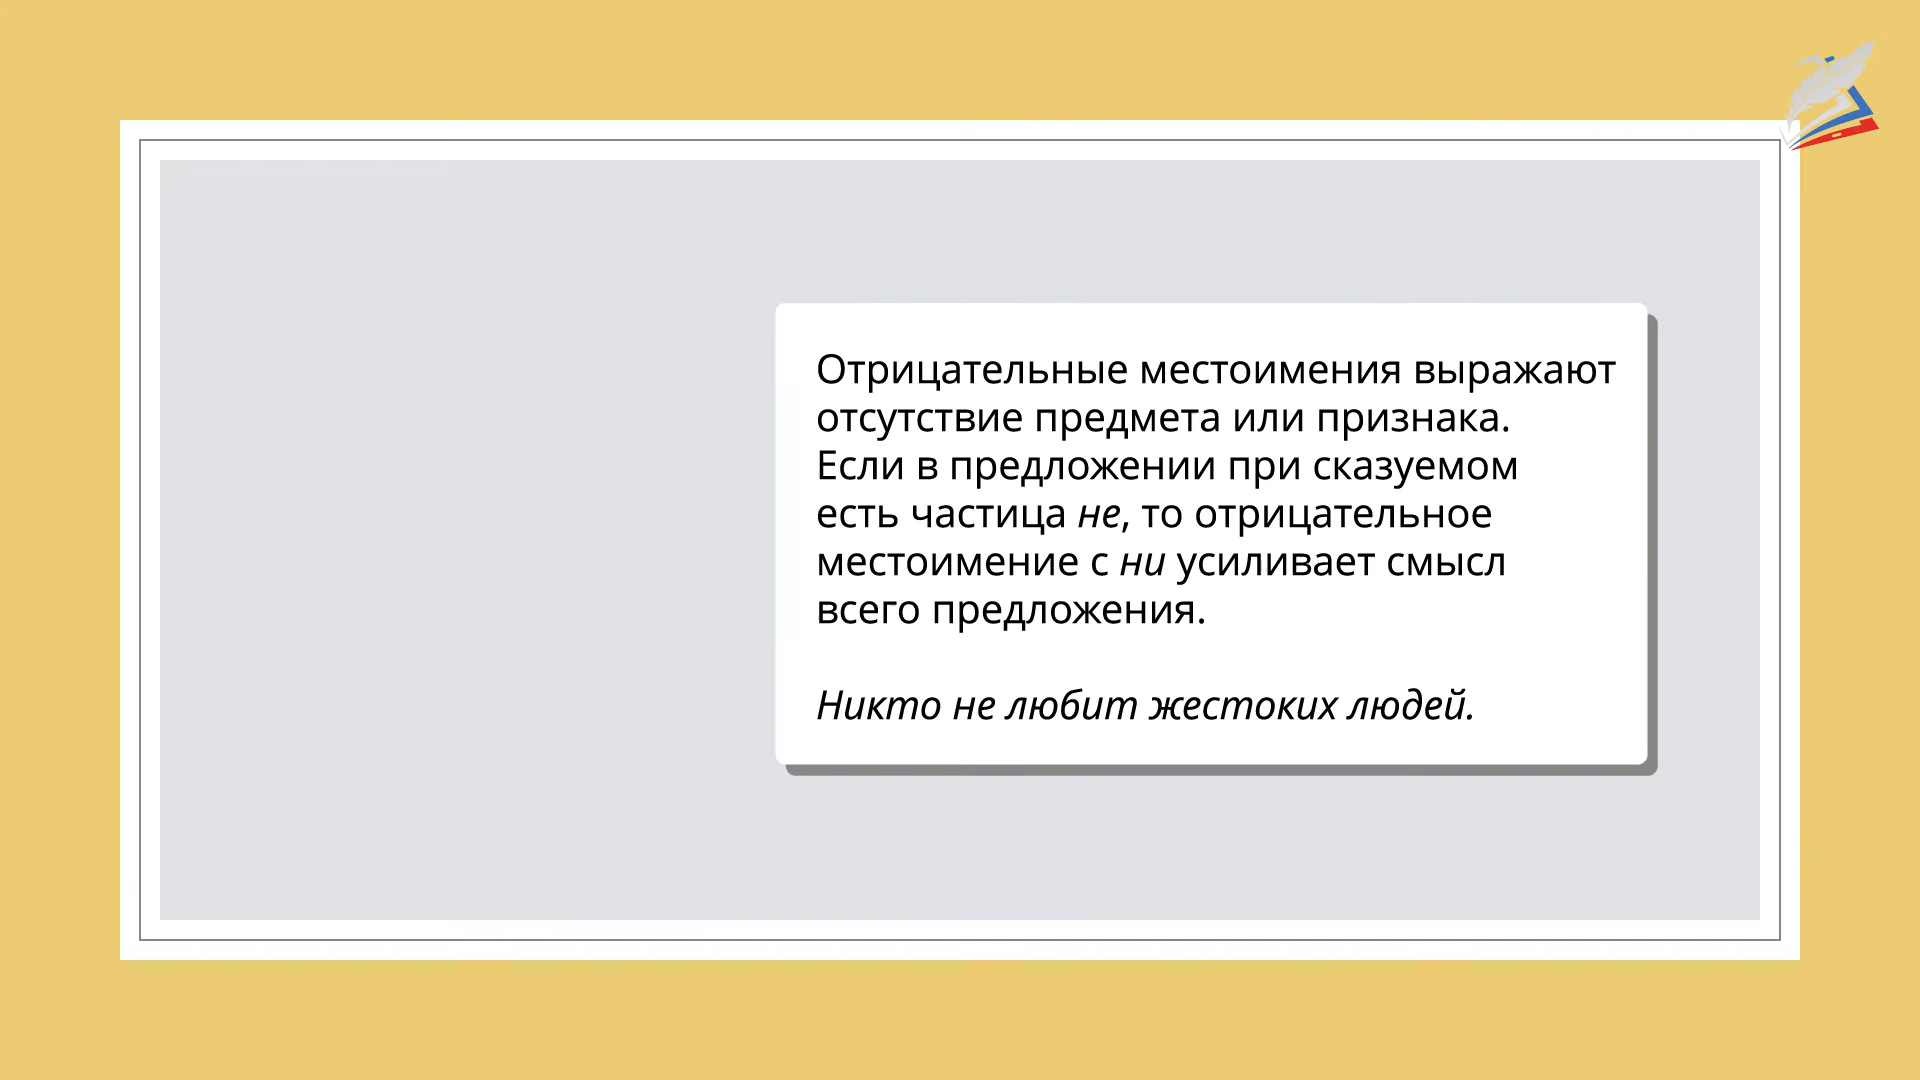 Отрицательные местоимения выражают
отсутствие предмета или признака.
Если в предложении при сказуемом
есть частица не, то отрицательное
местоимение с ни усиливает смысл
всего предложения.
Никто не любит жестоких людей.